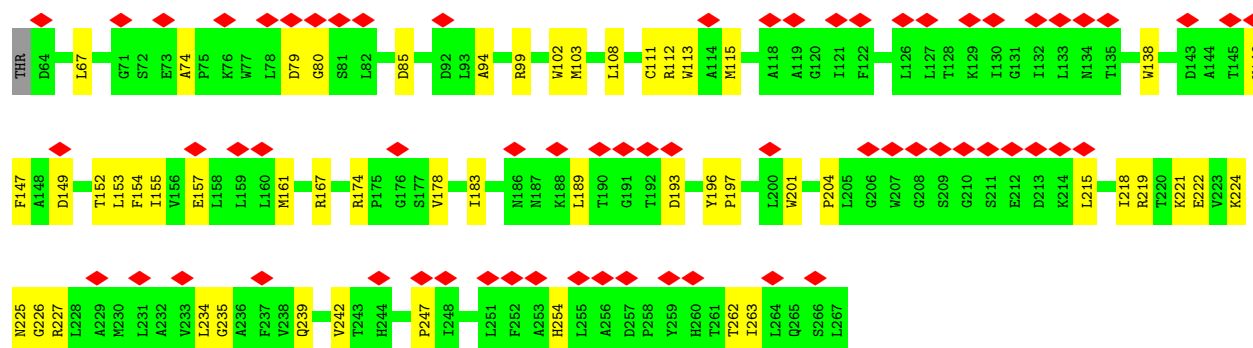 THR D64 L67 G71 S72 E73 A74 P75 K76 W77 L78 D79 G80 S81 L82 D85 D92 L93 A94 R99 W102 M103 L108 C111 R112 W113 A114 M115 A118 A119 G120 I121 F122 L126 L127 T128 K129 I130 G131 I132 L133 N134 T135 W138 D143 A144 T145
F147 A148 D149 T152 L153 F154 I155 V156 E157 L158 L159 L160 M161 R167 R174 P175 G176 S177 V178 I183 N186 N187 K188 L189 T190 G191 T192 D193 Y196 P197 L200 W201 P204 L205 G206 W207 G208 S209 G210 S211 E212 D213 K214 L215 I218 R219 T220 K221 E222 V223 K224
N225 G226 R227 L228 A229 M230 L231 A232 V233 L234 G235 A236 F237 V238 Q239 V242 T243 H244 P247 I248 L251 F252 A253 H254 L255 A256 D257 P258 Y259 H260 T261 T262 I263 L264 Q265 S266 L267